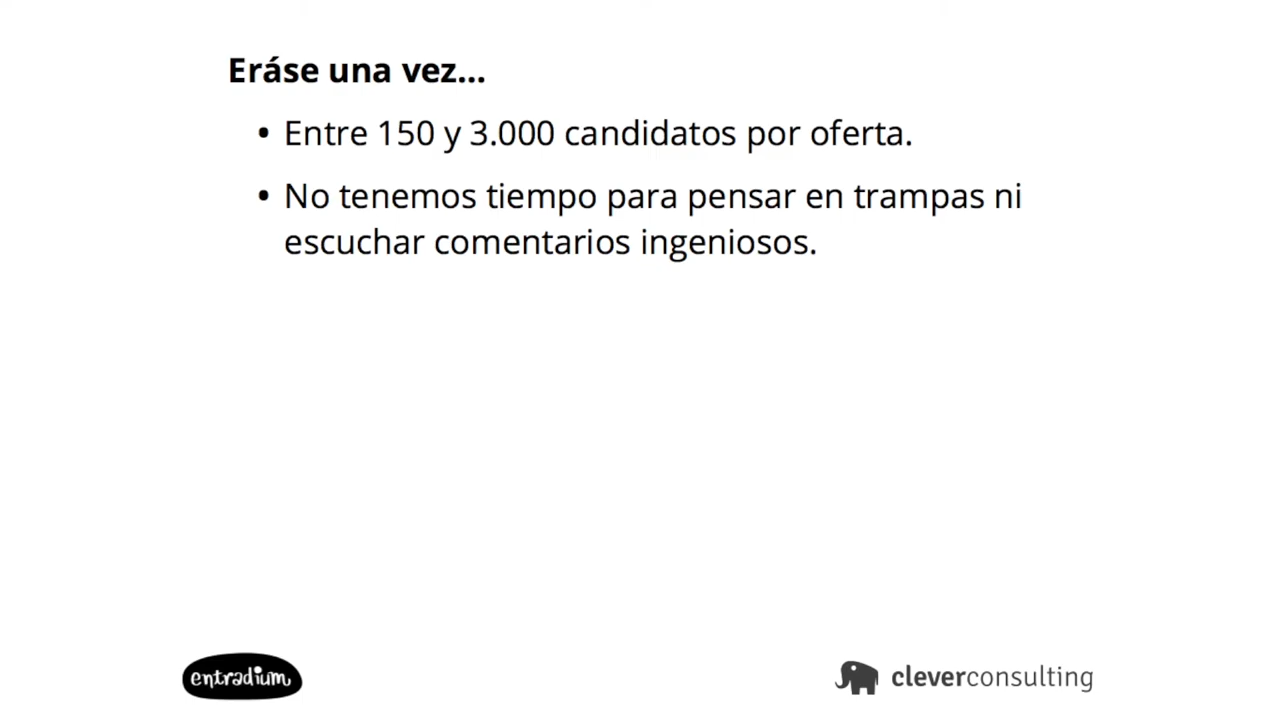 Eráse una vez...
• Entre 150 y 3.000 candidatos por oferta.
• No tenemos tiempo para pensar en trampas ni
escuchar comentarios ingeniosos.
entradium
cleverconsulting